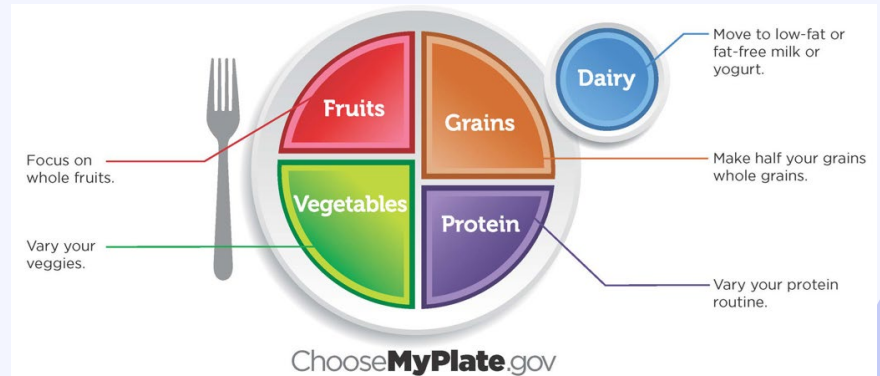 Move to low-fat or
fat-free milk or
yogurt.
Dairy
Fruits
Grains
Focus on
whole fruits.
Make half your grains
whole grains.
Vegetables
Protein
Vary your
veggies.
Vary your protein
routine.
ChooseMyPlate.gov